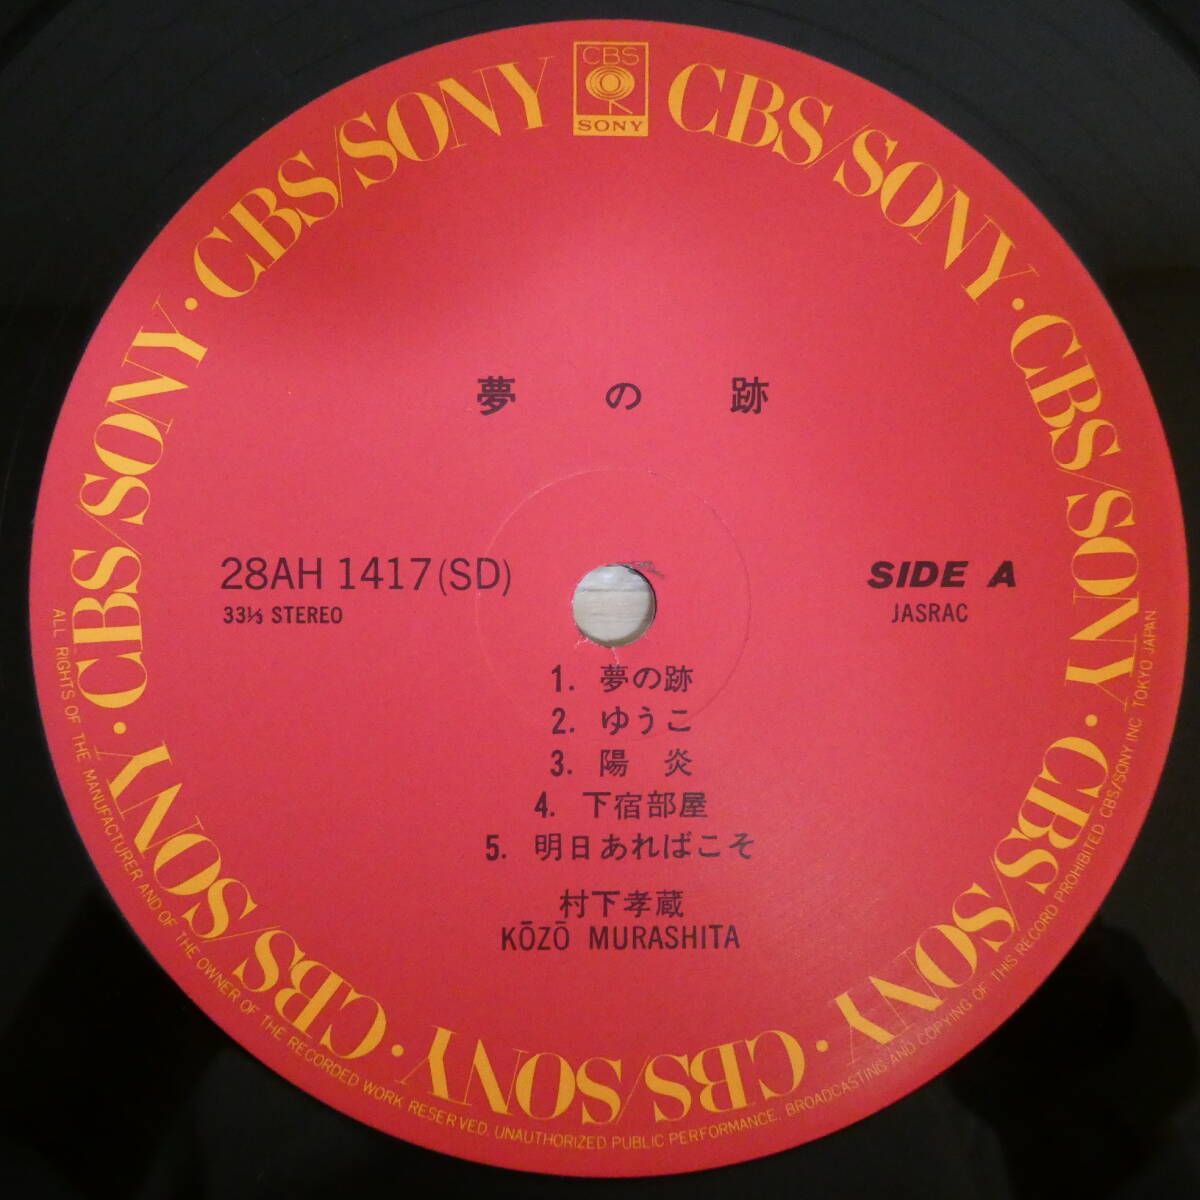 CBS
SONY
CBS/SONY · CBS/SONY · CBS/SONY · CBS/SONY · CBS/SONY · CBS/SONY · CBS/SONY · CBS/SONY
夢の跡
28AH 1417(SD)
33⅓ STEREO
SIDE A
JASRAC
1. 夢の跡
2. ゆうこ
3. 陽炎
4. 下宿部屋
5. 明日あればこそ
村下孝蔵
KŌZŌ MURASHITA
ALL RIGHTS OF THE MANUFACTURER AND OF THE OWNER OF THE RECORDED WORK RESERVED. UNAUTHORIZED PUBLIC PERFORMANCE, BROADCASTING AND COPYING OF THIS RECORD PROHIBITED CBS/SONY INC TOKYO JAPAN